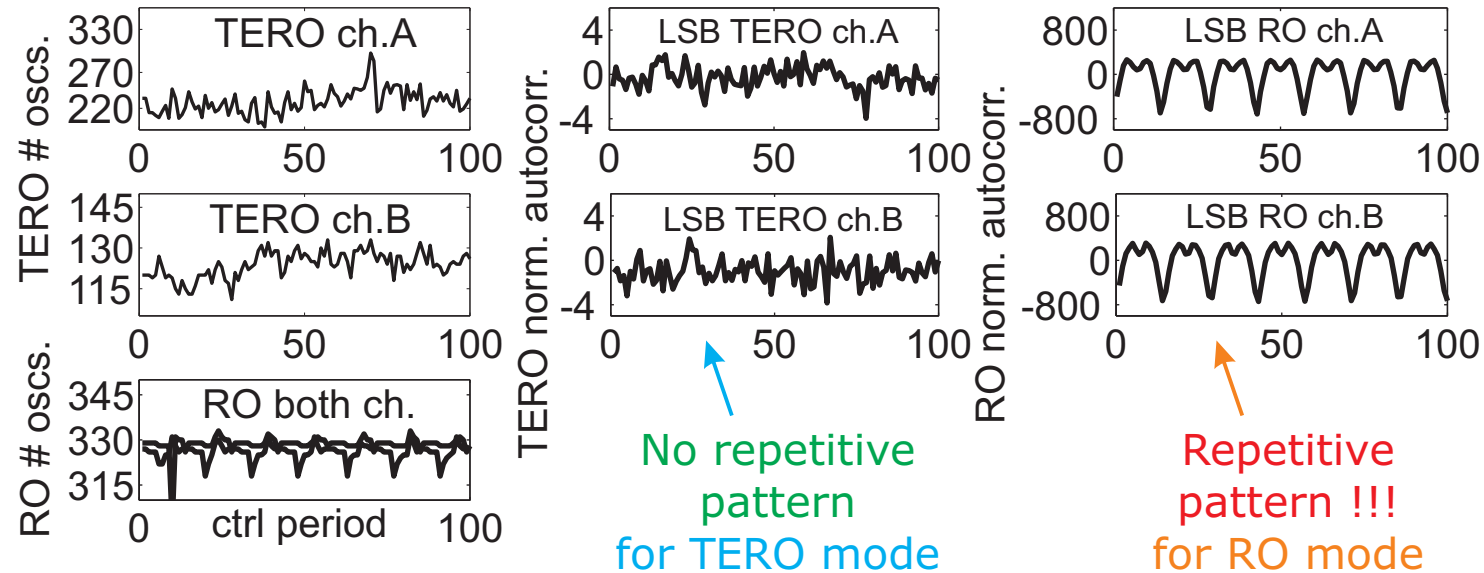 TERO # oscs.
330
270
220
TERO ch.A
0 50 100
145
130
115
TERO ch.B
0 50 100
RO # oscs.
345
330
315
RO both ch.
0 ctrl period 100
TERO norm. autocorr.
4
0
-4
LSB TERO ch.A
0 50 100
4
0
-4
LSB TERO ch.B
0 50 100
No repetitive
pattern
for TERO mode
RO norm. autocorr.
800
0
-800
LSB RO ch.A
0 50 100
800
0
-800
LSB RO ch.B
0 50 100
Repetitive
pattern !!!
for RO mode